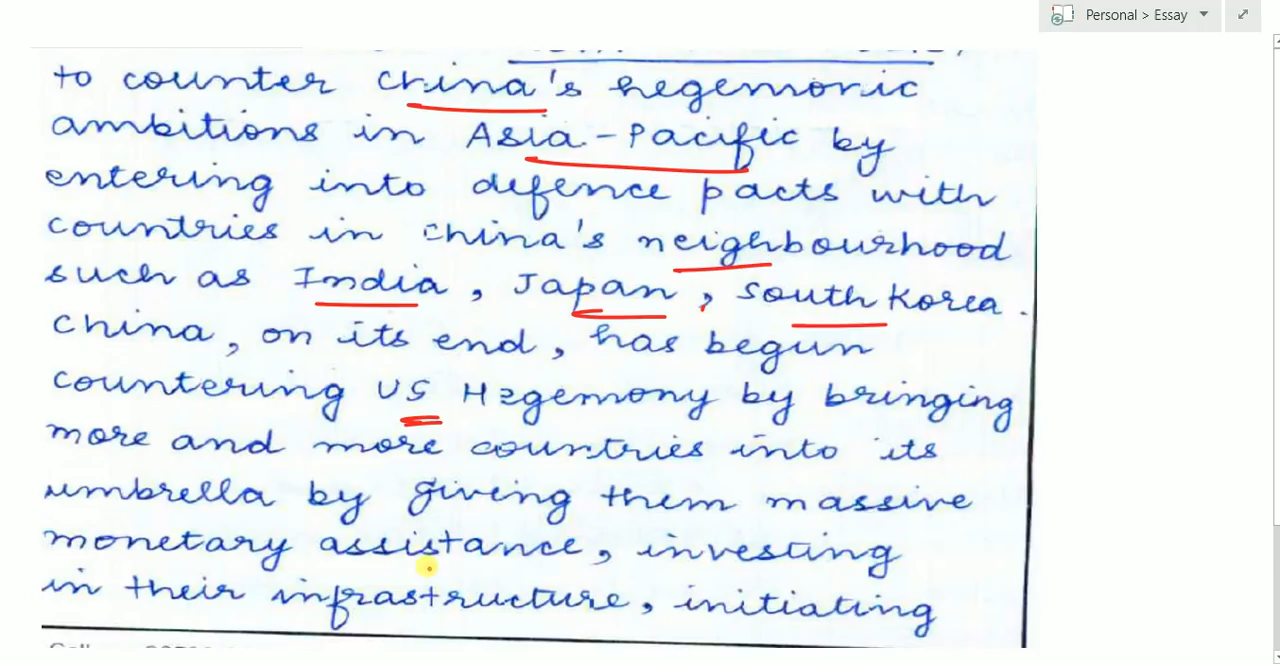 Personal > Essay
to counter China's hegemonic
ambitions in Asia-Pacific by
entering into defence pacts with
countries in China's neighbourhood
such as India, Japan, South Korea.
China, on its end, has begun
countering US Hegemony by bringing
more and more countries into its
umbrella by giving them massive
monetary assistance, investing
in their infrastructure, initiating